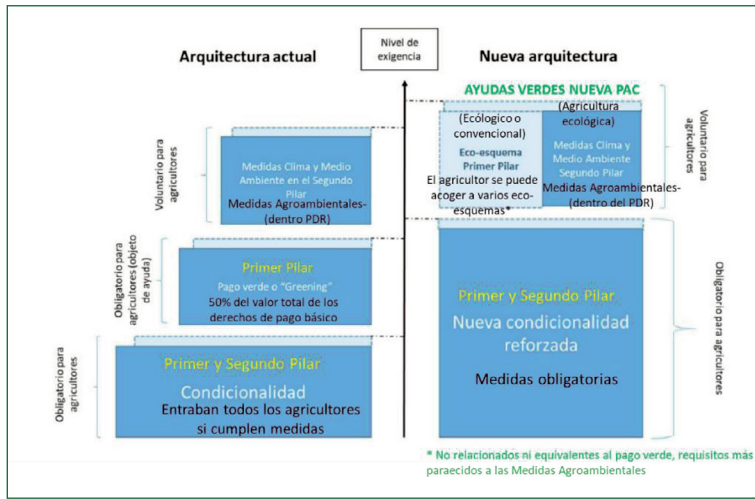 Arquitectura actual
Nivel de
exigencia
Nueva arquitectura
AYUDAS VERDES NUEVA PAC
Voluntario para
agricultores
Medidas Clima y Medio
Ambiente en el Segundo
Pilar
Medidas Agroambientales-
(dentro PDR)
(Ecólogico o
convencional)
Eco-esquema
Primer Pilar
El agricultor se puede
acoger a varios eco-
esquemas*
(Agricultura
ecológica)
Medidas Clima y
Medio Ambiente
Segundo Pilar
Medidas Agroambientales-
(dentro del PDR)
Voluntario para
agricultores
Obligatorio para
agricultores (objeto
de ayuda)
Primer Pilar
Pago verde o "Greening"
50% del valor total de los
derechos de pago básico
Obligatorio para
agricultores
Primer y Segundo Pilar
Condicionalidad
Entraban todos los agricultores
si cumplen medidas
Primer y Segundo Pilar
Nueva condicionalidad
reforzada
Medidas obligatorias
Obligatorio para agricultores
* No relacionados ni equivalentes al pago verde, requisitos más
paraecidos a las Medidas Agroambientales